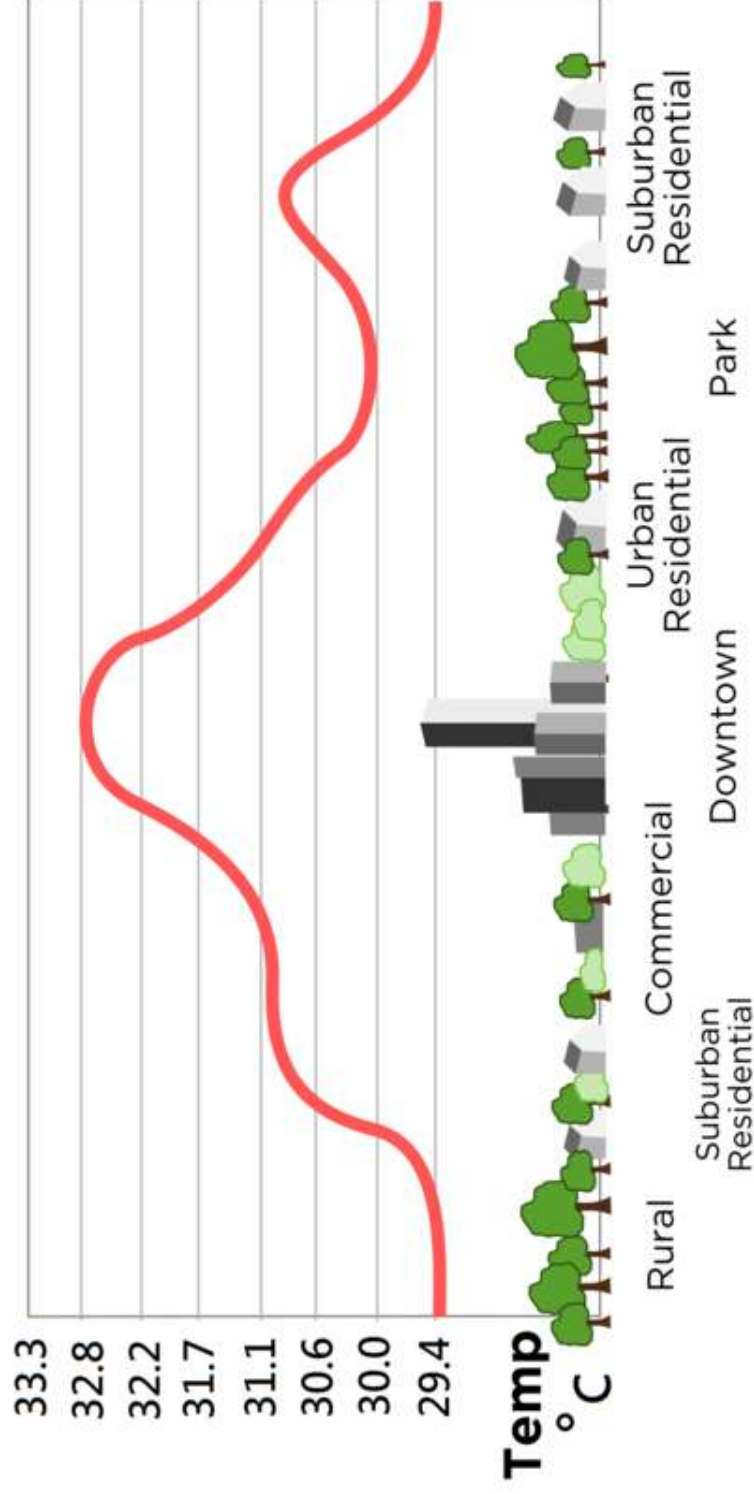 33.3
32.8
32.2
31.7
31.1
30.6
30.0
29.4
Temp
°C
Rural
Suburban
Residential
Commercial
Downtown
Urban
Residential
Park
Suburban
Residential